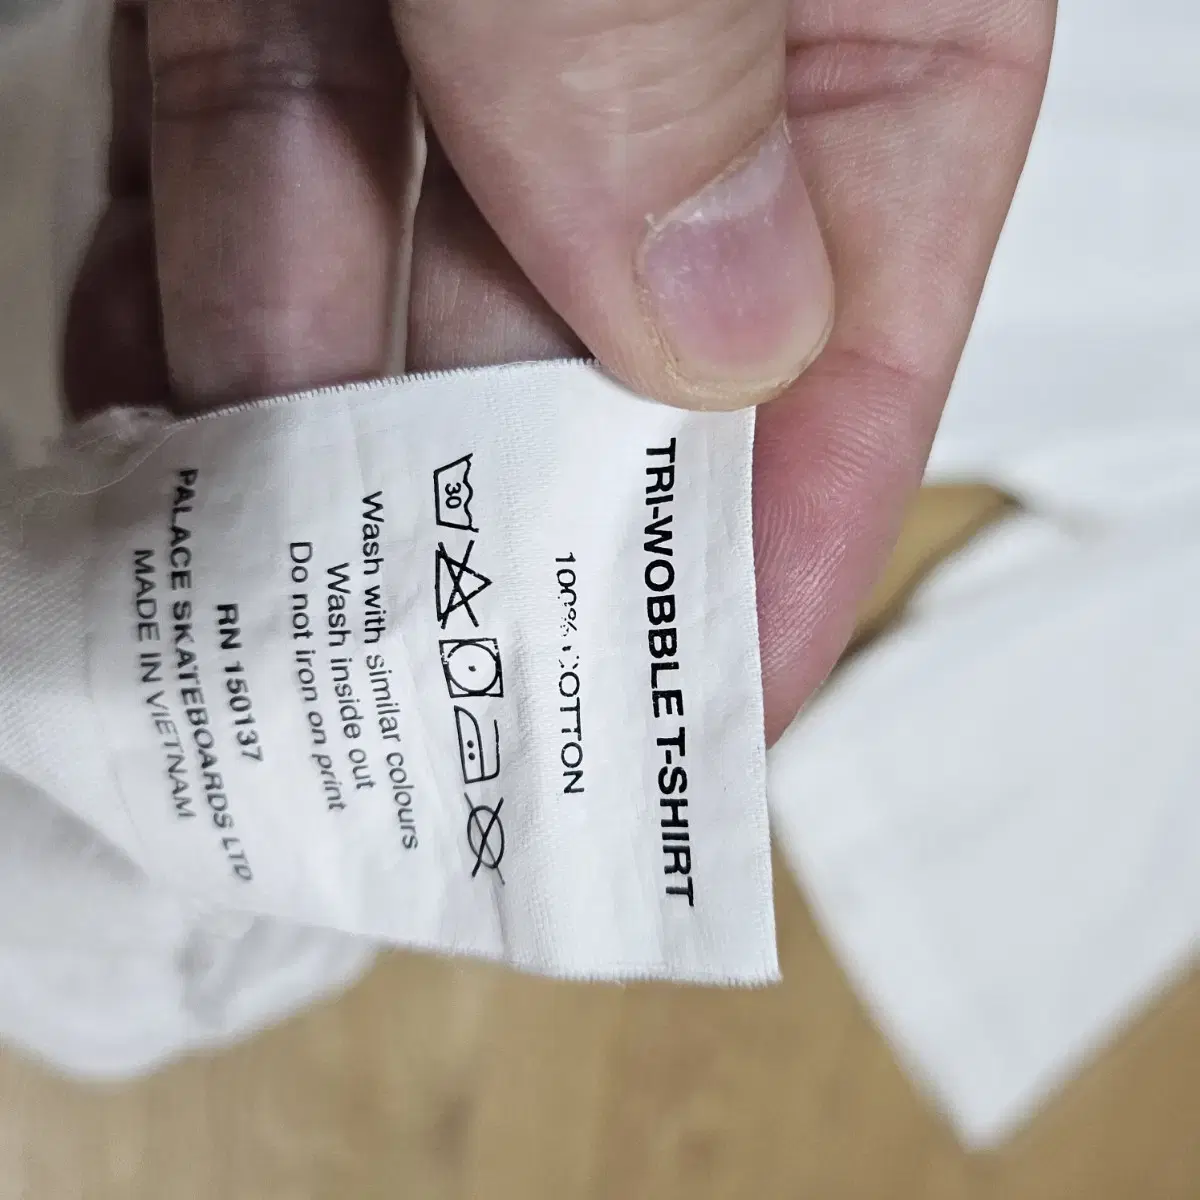 TRI-WOBBLE T-SHIRT
100% COTTON
30
Wash with similar colours
Wash inside out
Do not iron on print
RN 150137
PALACE SKATEBOARDS LTD
MADE IN VIETNAM